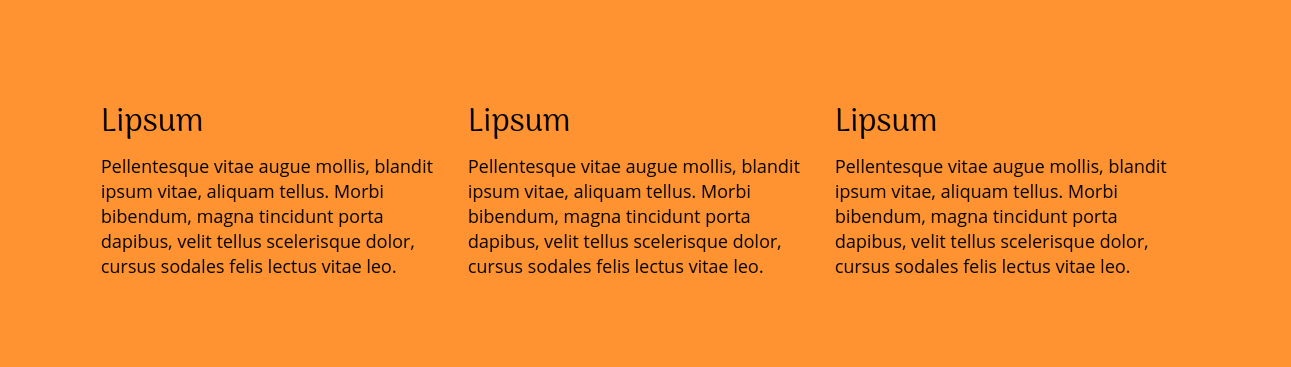 Lipsum
Pellentesque vitae augue mollis, blandit
ipsum vitae, aliquam tellus. Morbi
bibendum, magna tincidunt porta
dapibus, velit tellus scelerisque dolor,
cursus sodales felis lectus vitae leo.
Lipsum
Pellentesque vitae augue mollis, blandit
ipsum vitae, aliquam tellus. Morbi
bibendum, magna tincidunt porta
dapibus, velit tellus scelerisque dolor,
cursus sodales felis lectus vitae leo.
Lipsum
Pellentesque vitae augue mollis, blandit
ipsum vitae, aliquam tellus. Morbi
bibendum, magna tincidunt porta
dapibus, velit tellus scelerisque dolor,
cursus sodales felis lectus vitae leo.